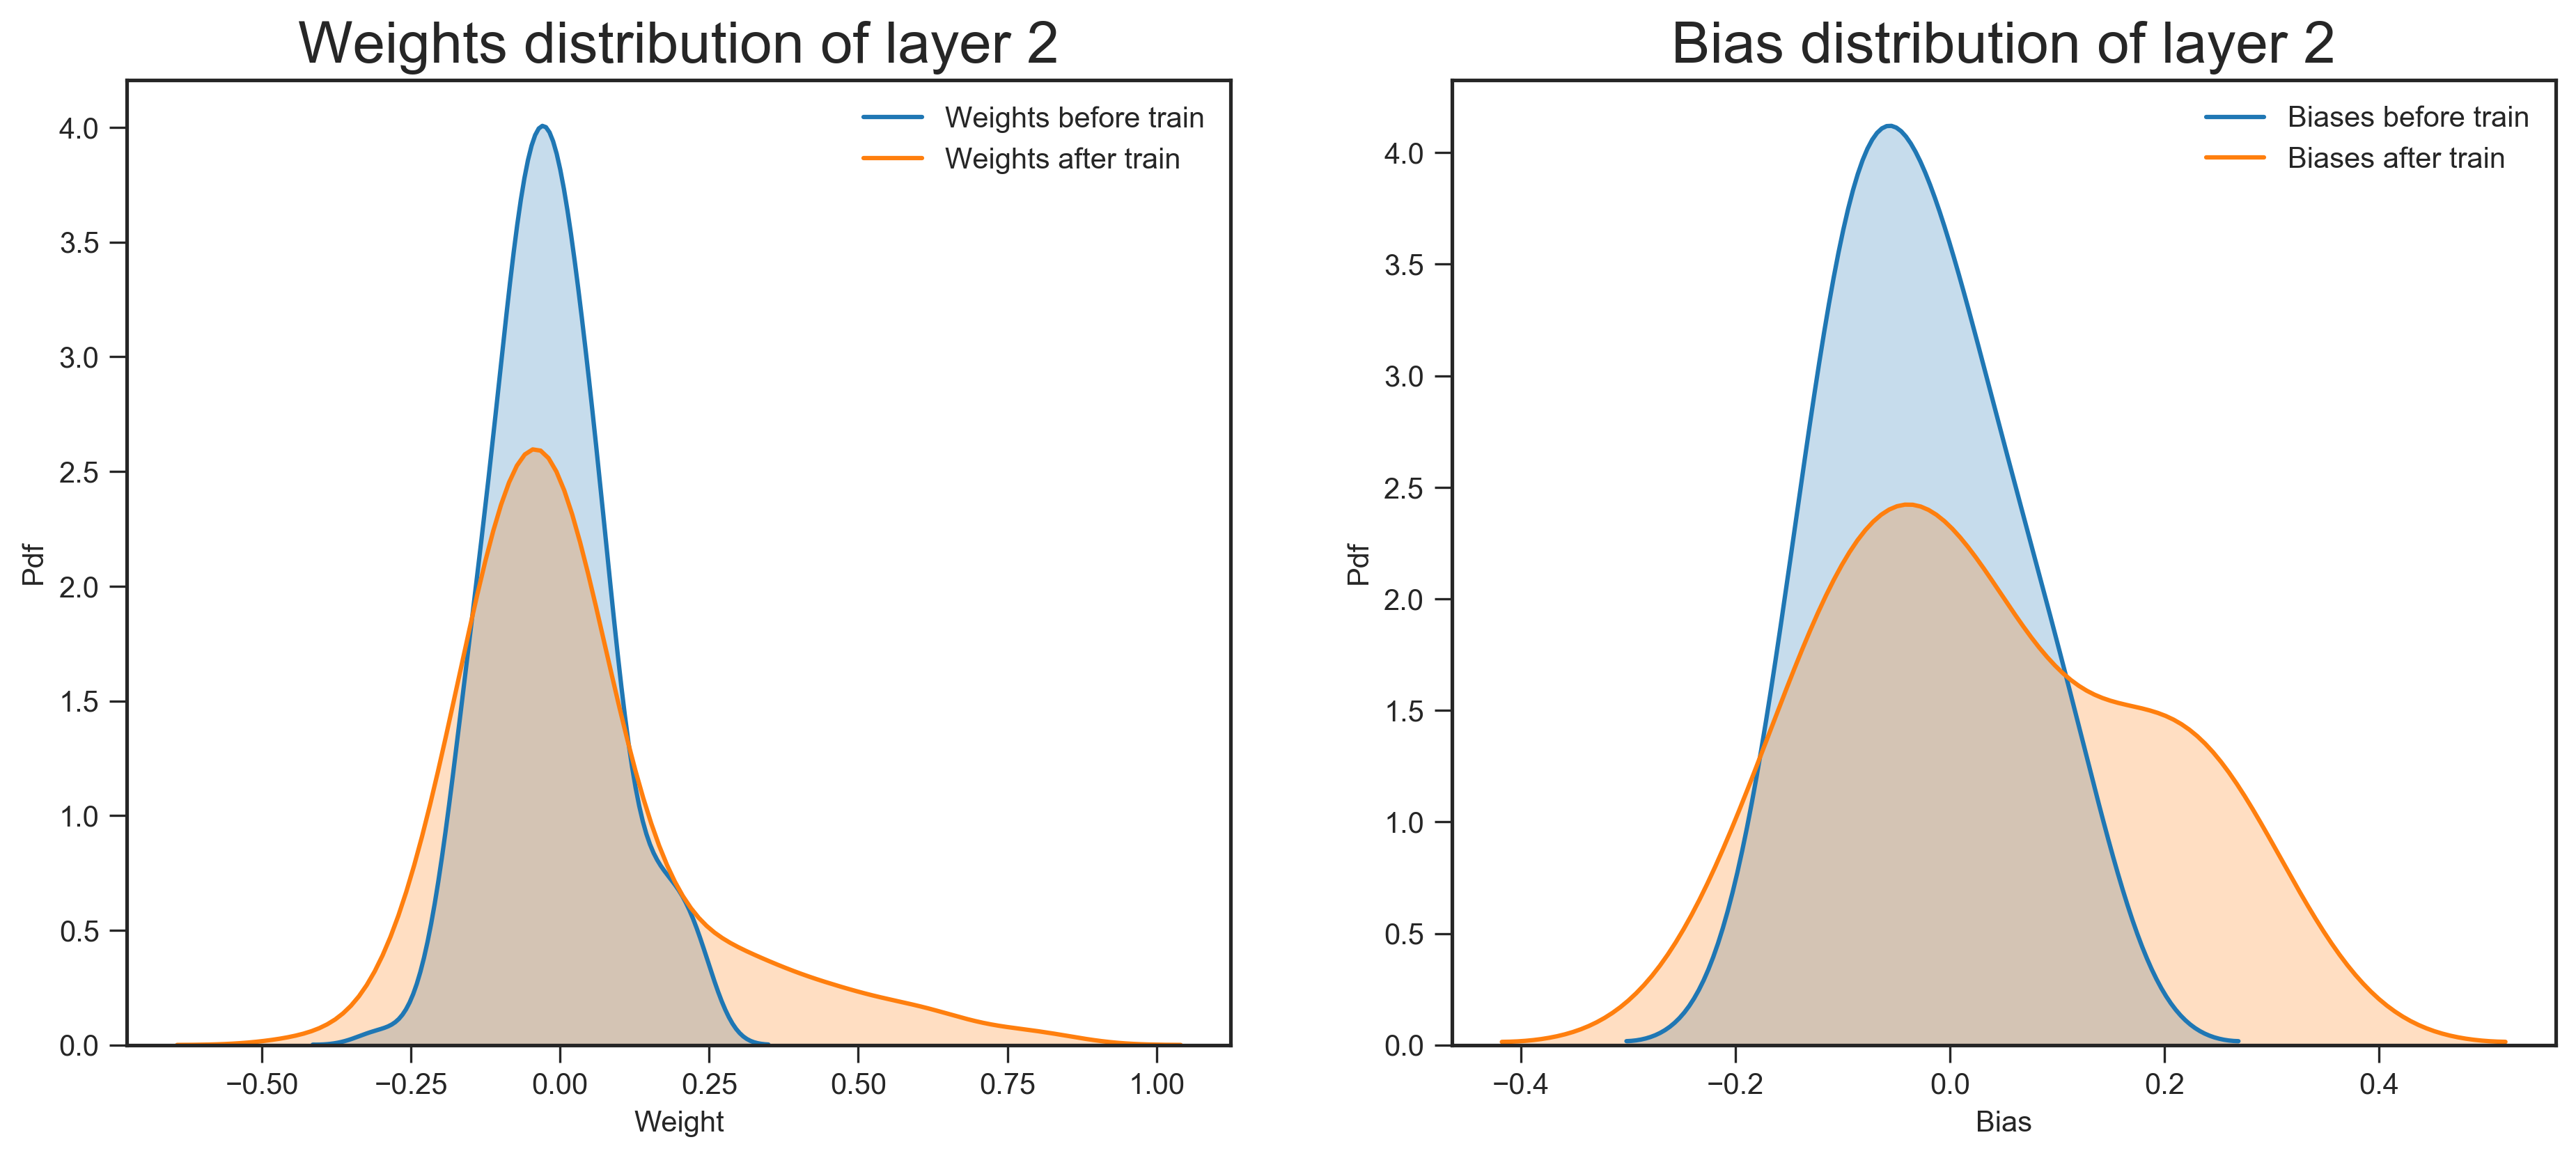 Weights distribution of layer 2
Weights before train
Weights after train
4.0
3.5
3.0
2.5
2.0
1.5
1.0
0.5
0.0
Pdf
−0.50 −0.25 0.00 0.25 0.50 0.75 1.00
Weight
Bias distribution of layer 2
Biases before train
Biases after train
4.0
3.5
3.0
2.5
2.0
1.5
1.0
0.5
0.0
Pdf
−0.4 −0.2 0.0 0.2 0.4
Bias